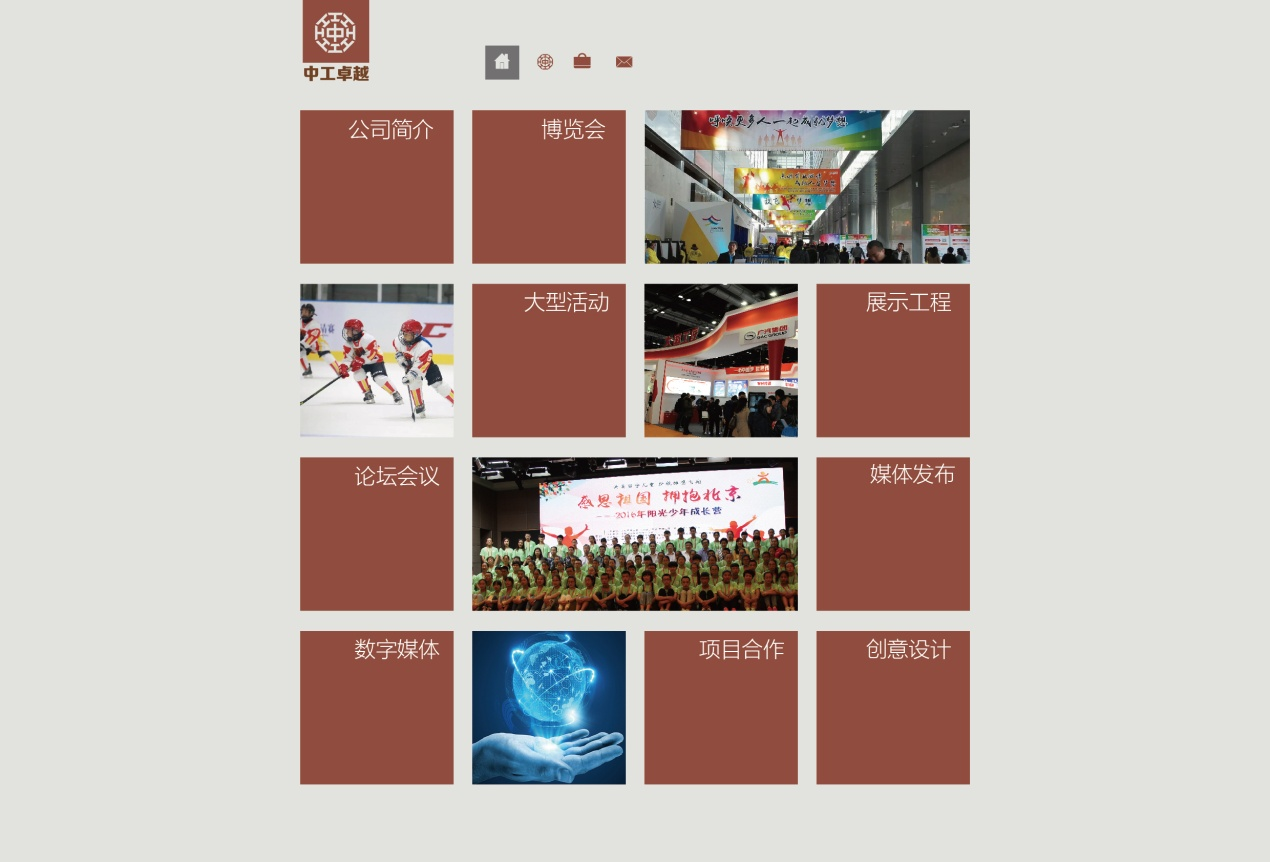 中工卓越
公司简介
博览会
大型活动
展示工程
论坛会议
感恩祖国 拥抱北京
——2016年阳光少年成长营
媒体发布
数字媒体
项目合作
创意设计